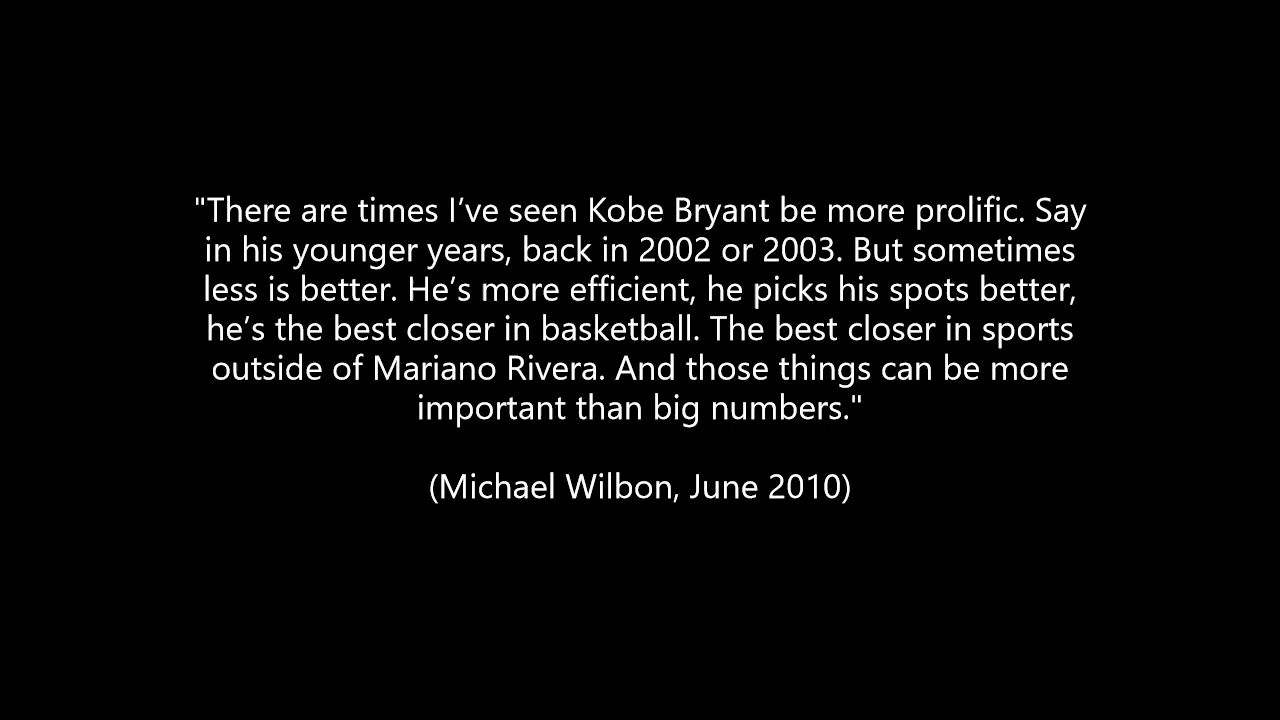 "There are times I’ve seen Kobe Bryant be more prolific. Say
in his younger years, back in 2002 or 2003. But sometimes
less is better. He’s more efficient, he picks his spots better,
he’s the best closer in basketball. The best closer in sports
outside of Mariano Rivera. And those things can be more
important than big numbers."
(Michael Wilbon, June 2010)